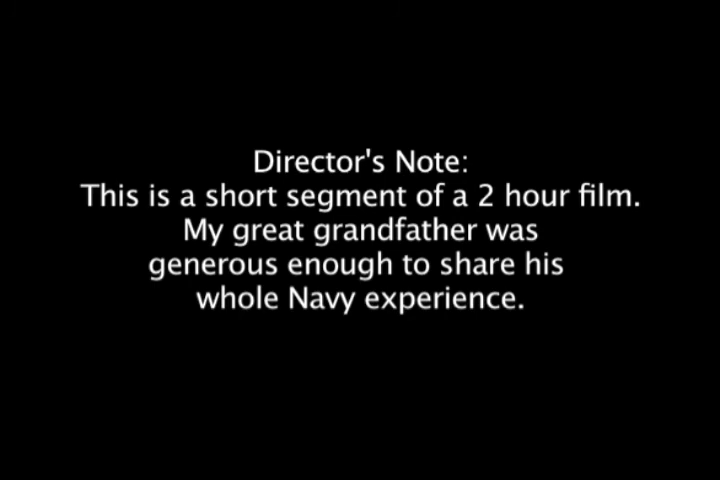 Director's Note:
This is a short segment of a 2 hour film.
My great grandfather was
generous enough to share his
whole Navy experience.